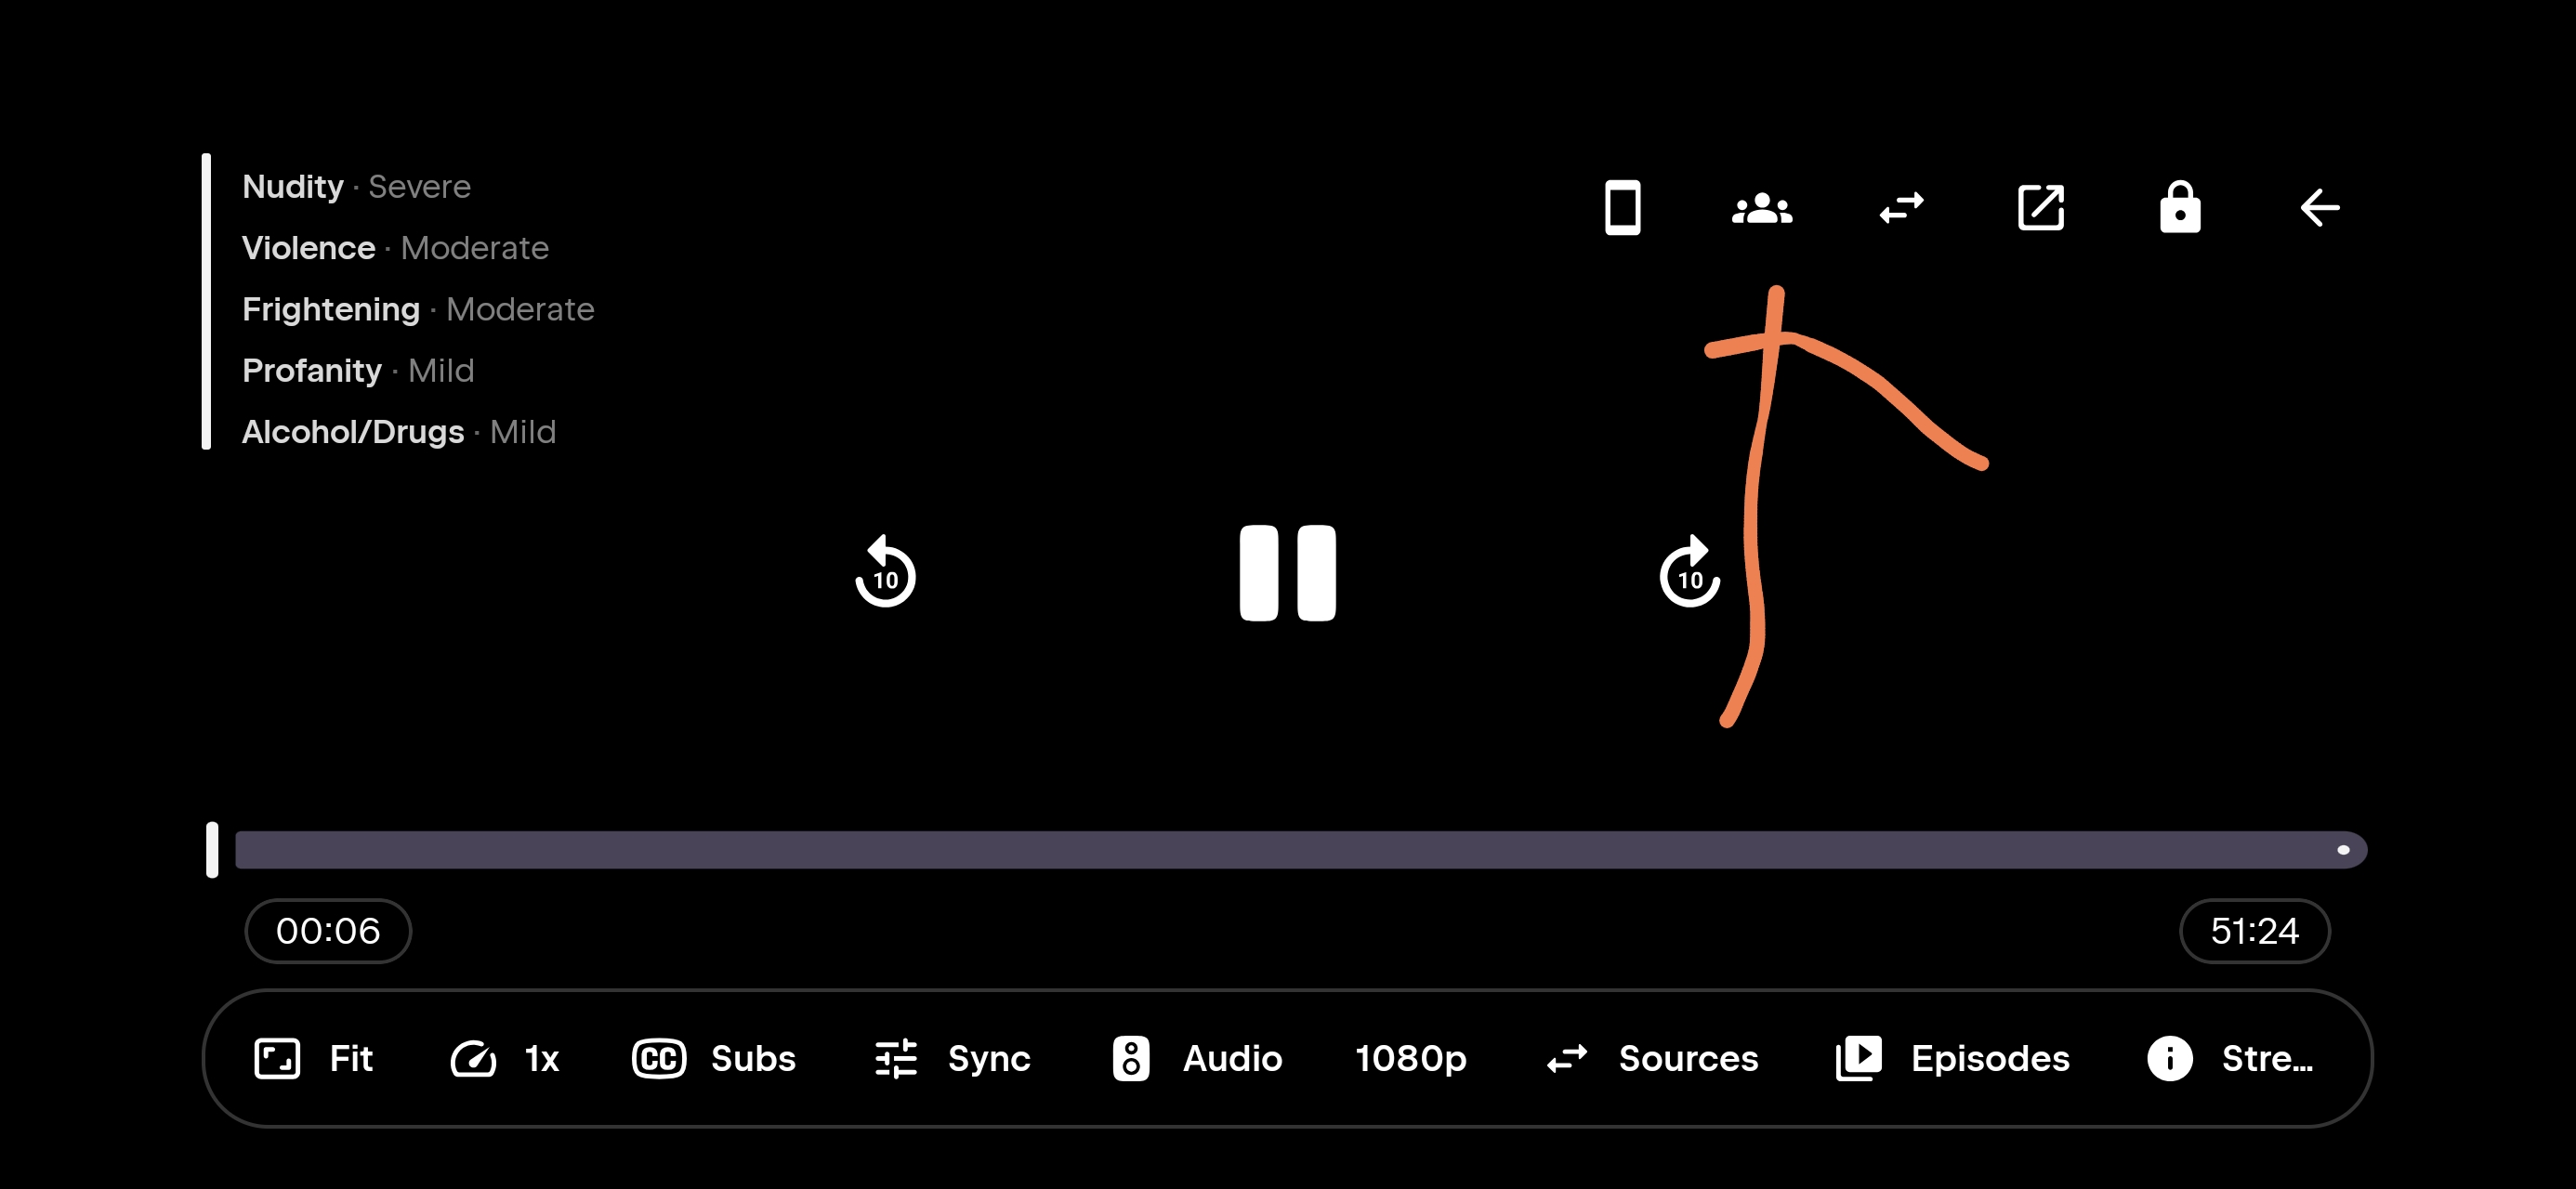 Nudity · Severe
Violence · Moderate
Frightening · Moderate
Profanity · Mild
Alcohol/Drugs · Mild
10
10
00:06
51:24
Fit
1x
CC Subs
Sync
Audio
1080p
Sources
Episodes
Stre...